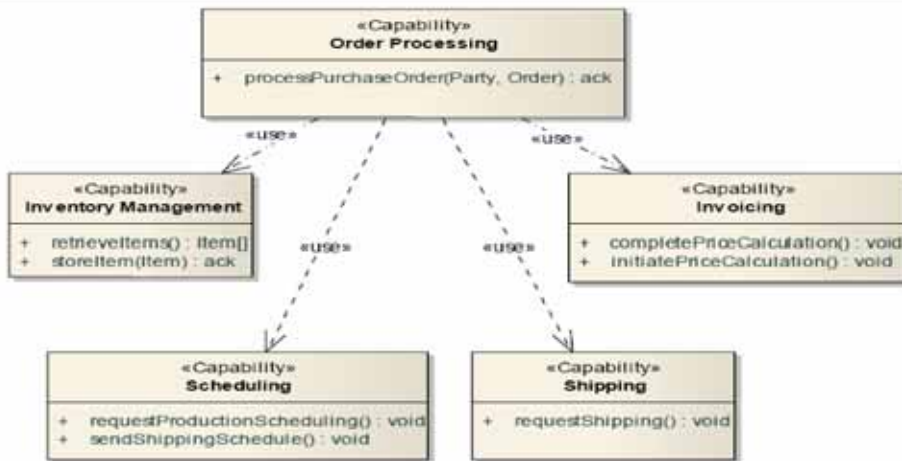 «Capability»
Order Processing
+ processPurchaseOrder(Party, Order) : ack
«use»
«use»
«Capability»
Inventory Management
+ retrieveItems() : Item[]
+ storeItem(Item) : ack
«Capability»
Invoicing
+ completePriceCalculation() : void
+ initiatePriceCalculation() : void
«use»
«use»
«Capability»
Scheduling
+ requestProductionScheduling() : void
+ sendShippingSchedule() : void
«Capability»
Shipping
+ requestShipping() : void